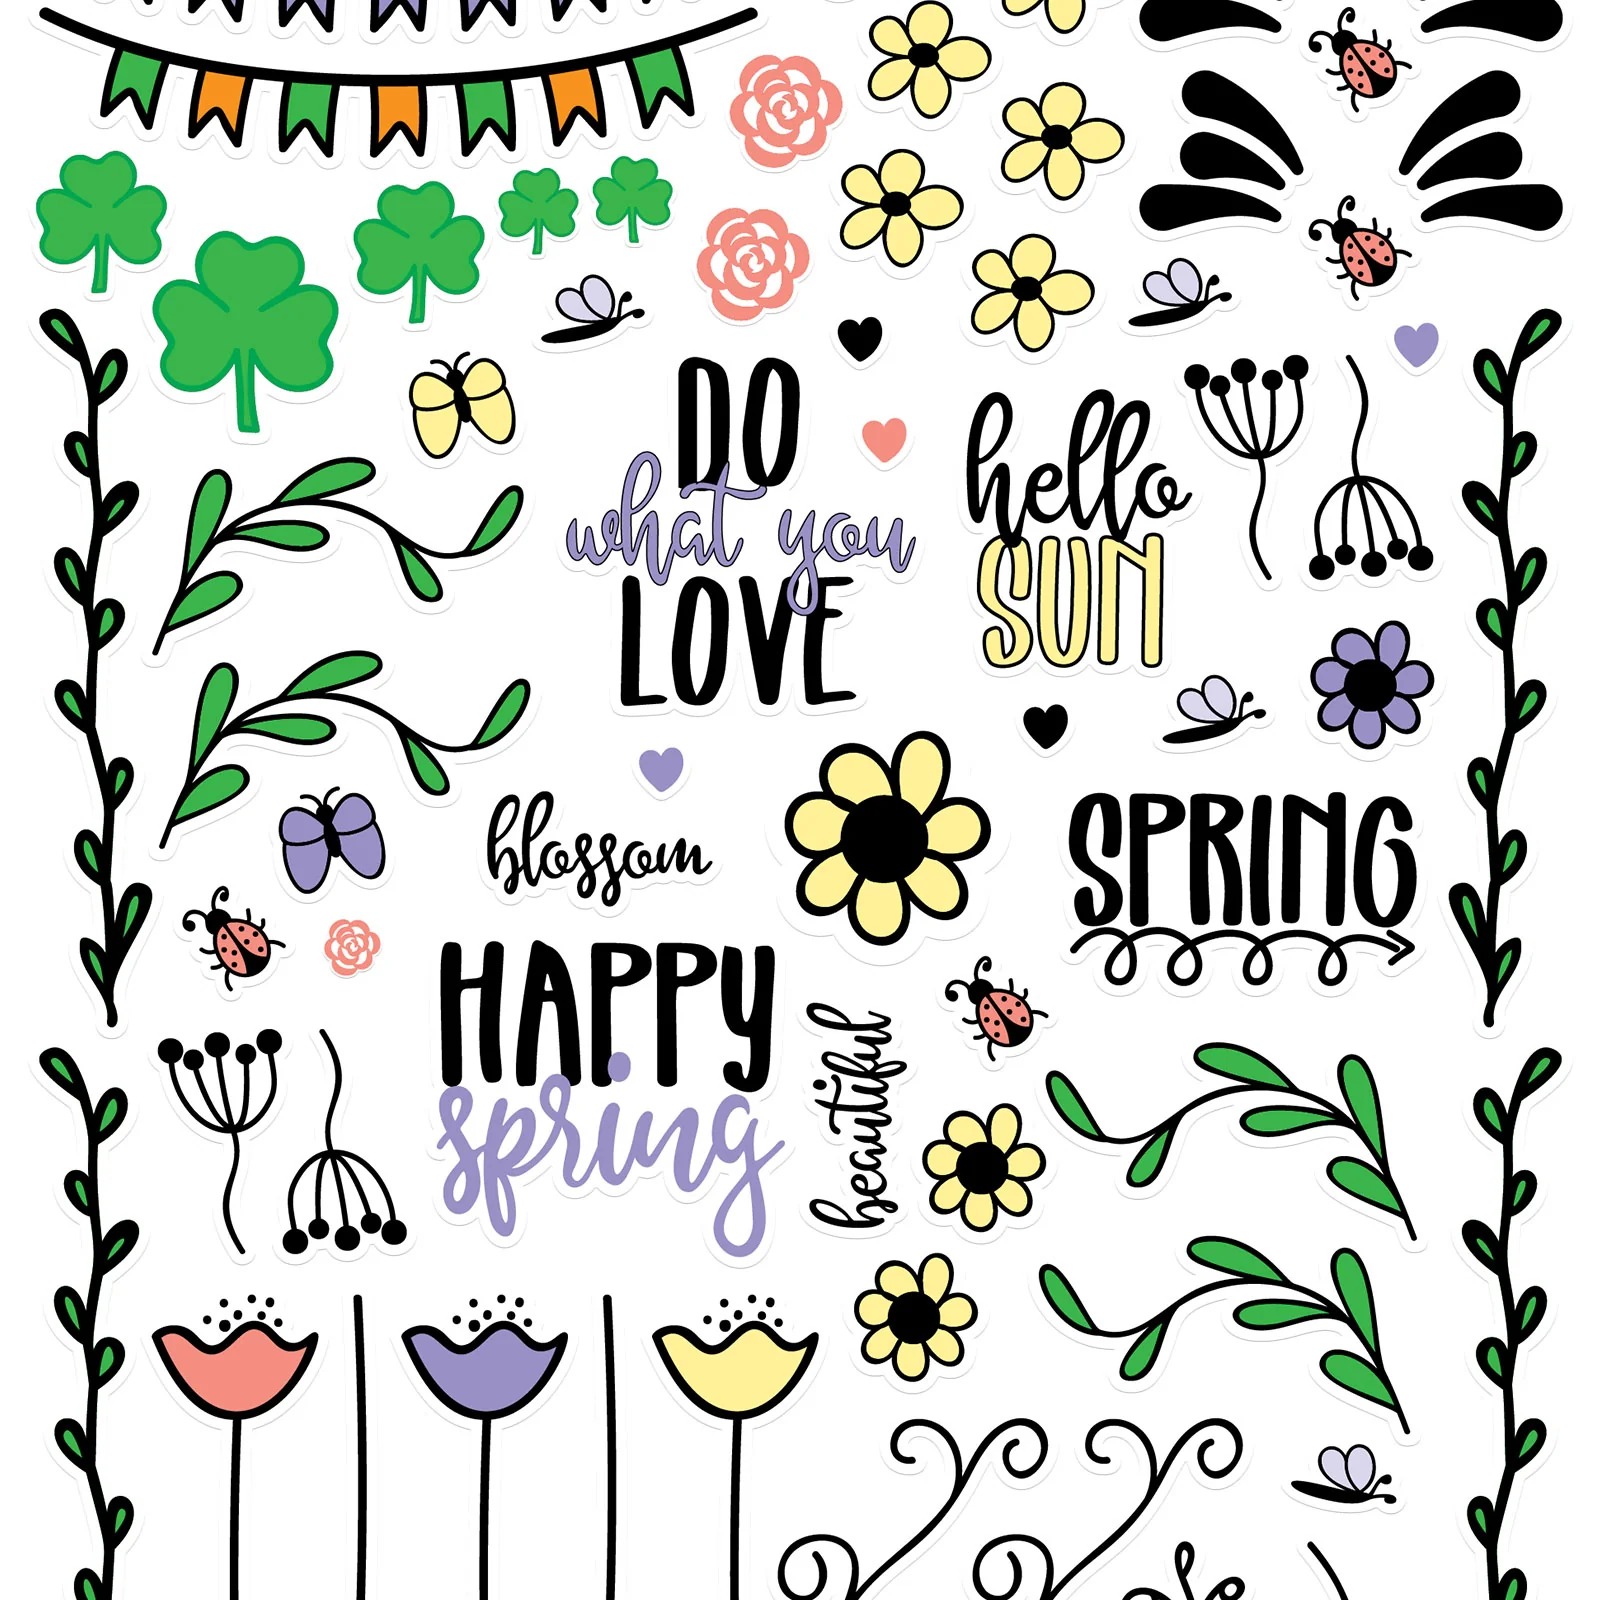 DO
what you
LOVE
hello
SUN
blossom
SPRING
HAPPY
spring
beautiful